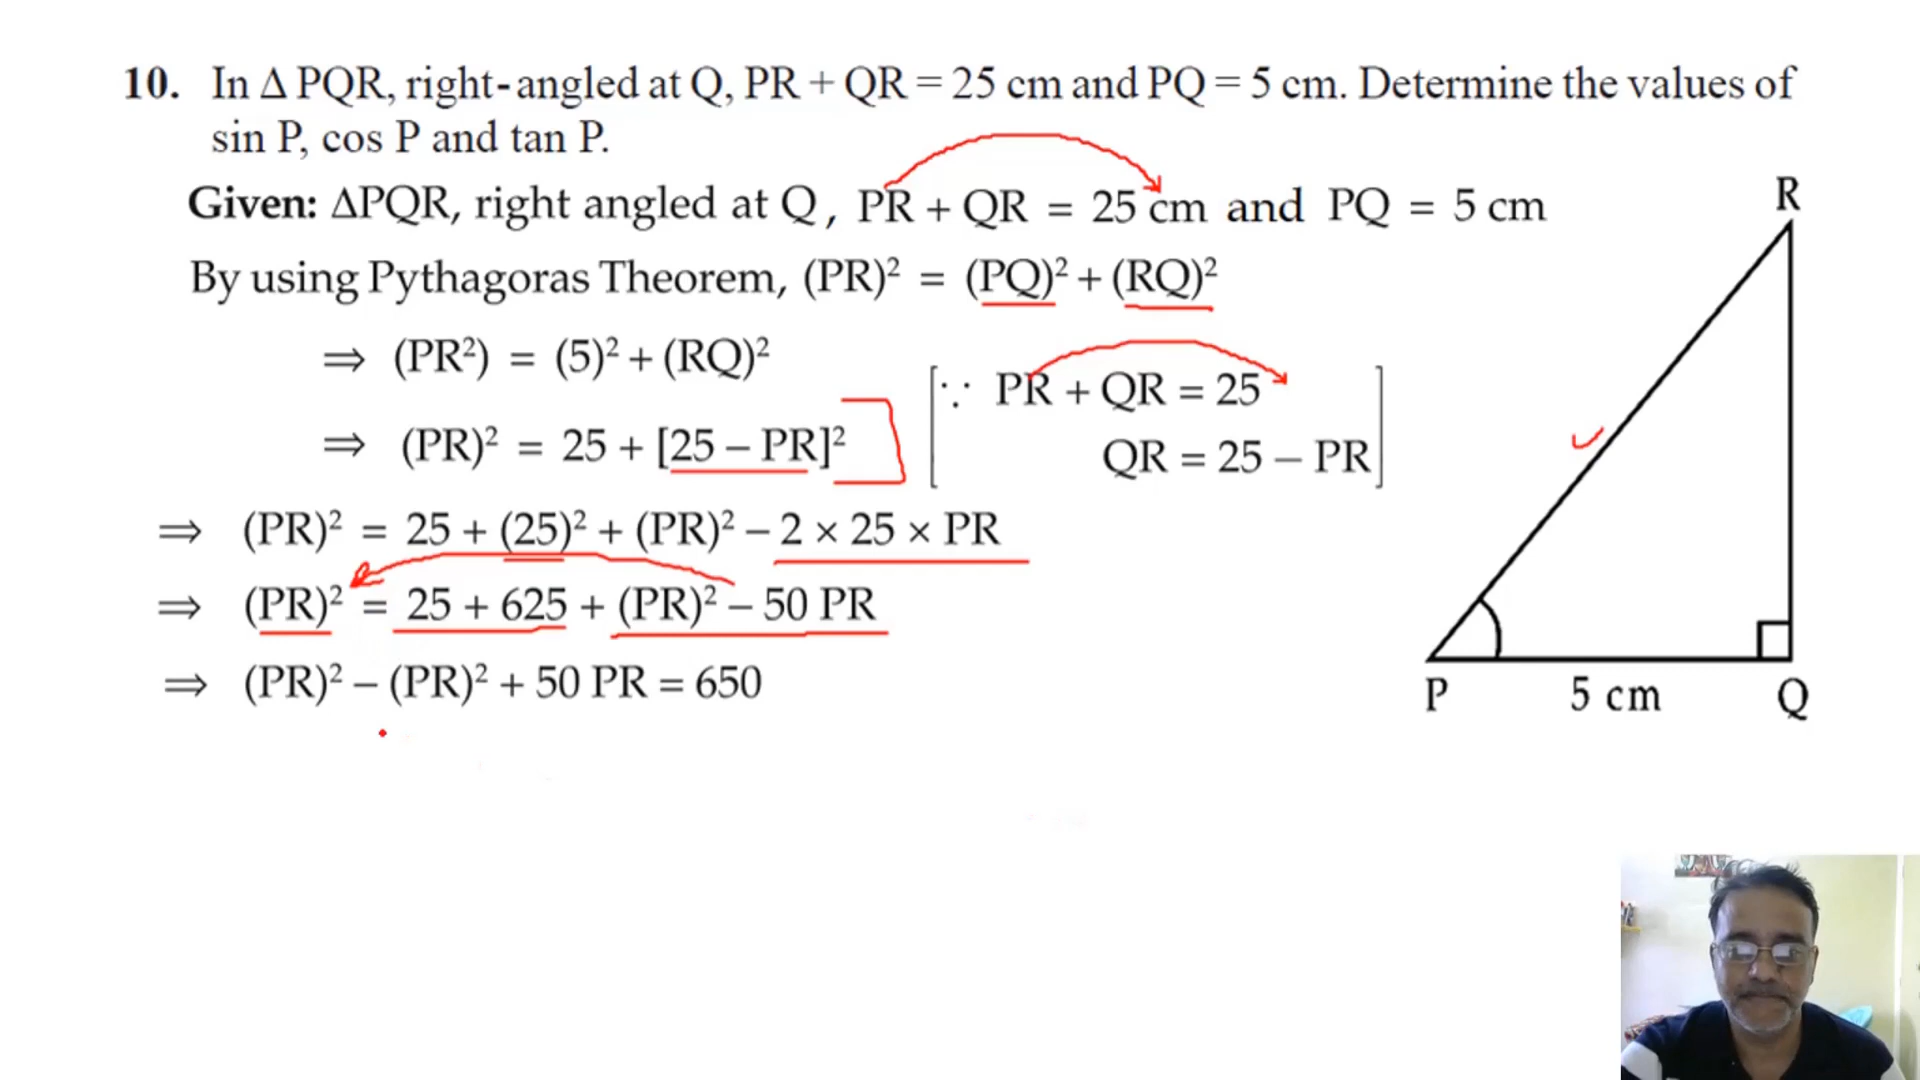 10. In Δ PQR, right-angled at Q, PR + QR = 25 cm and PQ = 5 cm. Determine the values of
sin P, cos P and tan P.
Given: ΔPQR, right angled at Q, PR + QR = 25 cm and PQ = 5 cm
By using Pythagoras Theorem, (PR)² = (PQ)² + (RQ)²
⇒ (PR²) = (5)² + (RQ)²
⇒ (PR)² = 25 + [25 – PR]²
[∵ PR + QR = 25
QR = 25 – PR]
⇒ (PR)² = 25 + (25)² + (PR)² – 2 × 25 × PR
⇒ (PR)² = 25 + 625 + (PR)² – 50 PR
⇒ (PR)² – (PR)² + 50 PR = 650
R
P
5 cm
Q